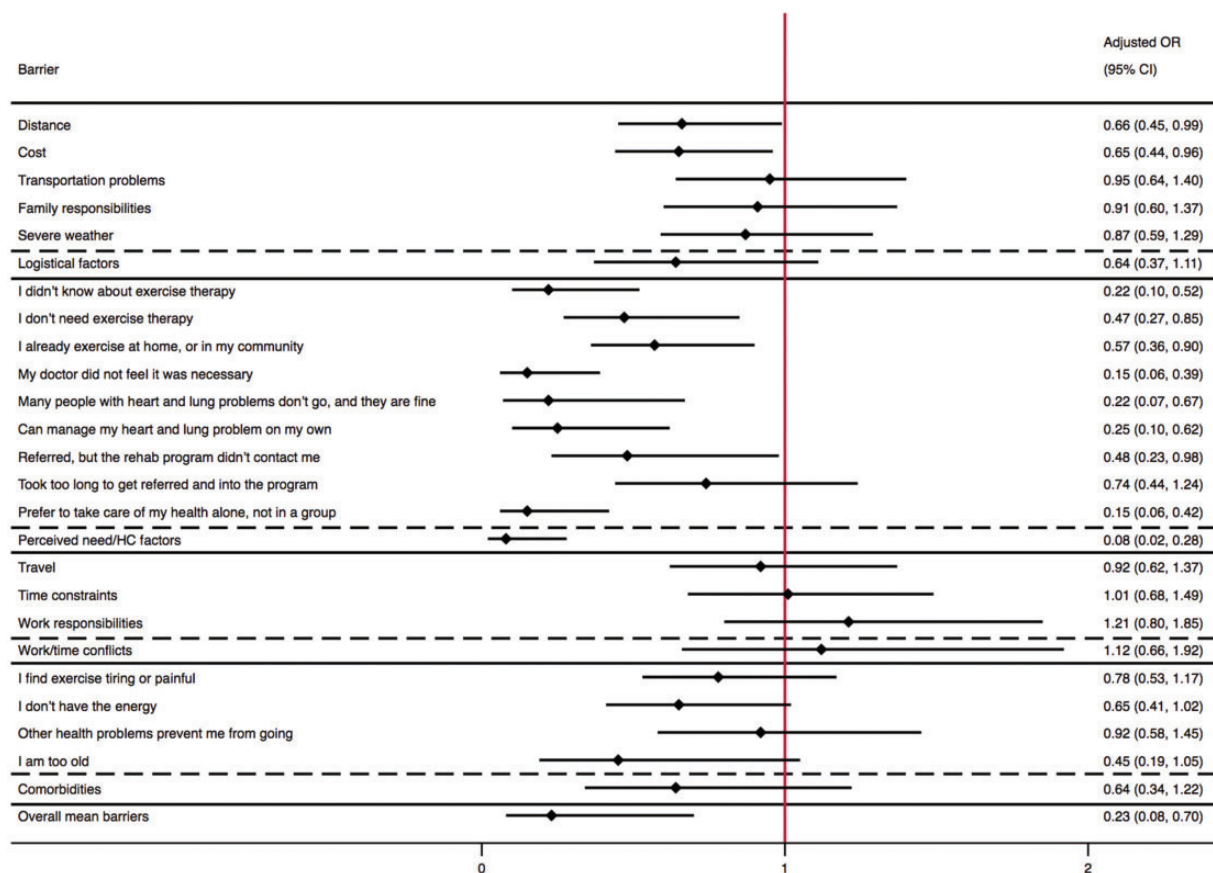 Adjusted OR
Barrier (95% CI)
Distance 0.66 (0.45, 0.99)
Cost 0.65 (0.44, 0.96)
Transportation problems 0.95 (0.64, 1.40)
Family responsibilities 0.91 (0.60, 1.37)
Severe weather 0.87 (0.59, 1.29)
Logistical factors 0.64 (0.37, 1.11)
I didn't know about exercise therapy 0.22 (0.10, 0.52)
I don't need exercise therapy 0.47 (0.27, 0.85)
I already exercise at home, or in my community 0.57 (0.36, 0.90)
My doctor did not feel it was necessary 0.15 (0.06, 0.39)
Many people with heart and lung problems don't go, and they are fine 0.22 (0.07, 0.67)
Can manage my heart and lung problem on my own 0.25 (0.10, 0.62)
Referred, but the rehab program didn't contact me 0.48 (0.23, 0.98)
Took too long to get referred and into the program 0.74 (0.44, 1.24)
Prefer to take care of my health alone, not in a group 0.15 (0.06, 0.42)
Perceived need/HC factors 0.08 (0.02, 0.28)
Travel 0.92 (0.62, 1.37)
Time constraints 1.01 (0.68, 1.49)
Work responsibilities 1.21 (0.80, 1.85)
Work/time conflicts 1.12 (0.66, 1.92)
I find exercise tiring or painful 0.78 (0.53, 1.17)
I don't have the energy 0.65 (0.41, 1.02)
Other health problems prevent me from going 0.92 (0.58, 1.45)
I am too old 0.45 (0.19, 1.05)
Comorbidities 0.64 (0.34, 1.22)
Overall mean barriers 0.23 (0.08, 0.70)
0 1 2